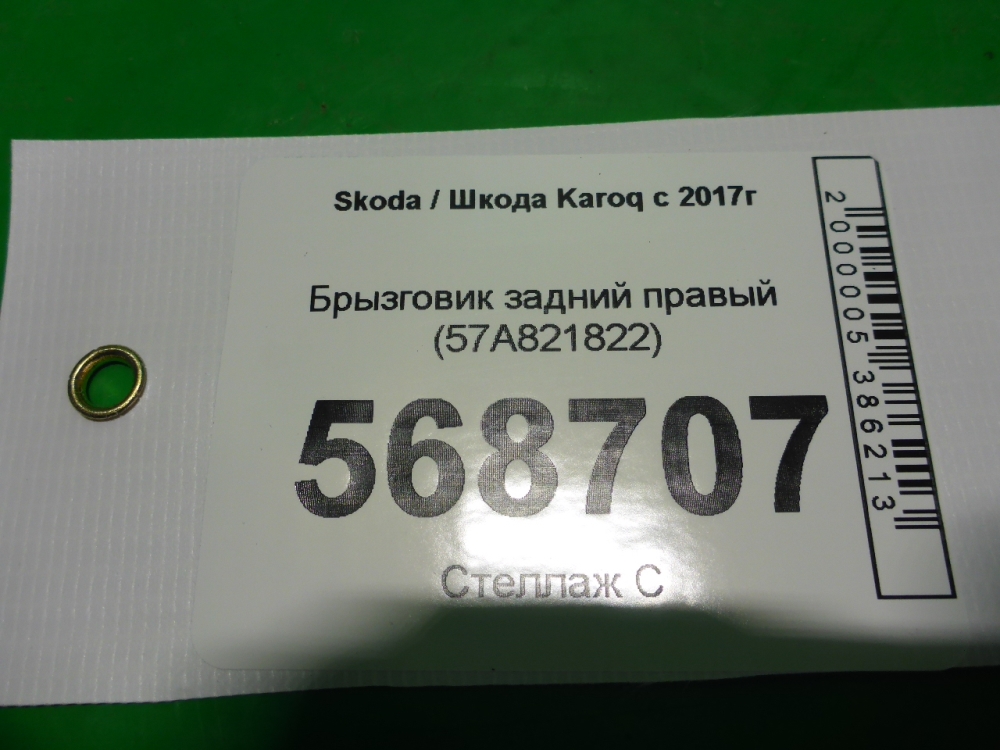 Skoda / Шкода Karoq с 2017г
Брызговик задний правый
(57A821822)
568707
Стеллаж С
2000005386213